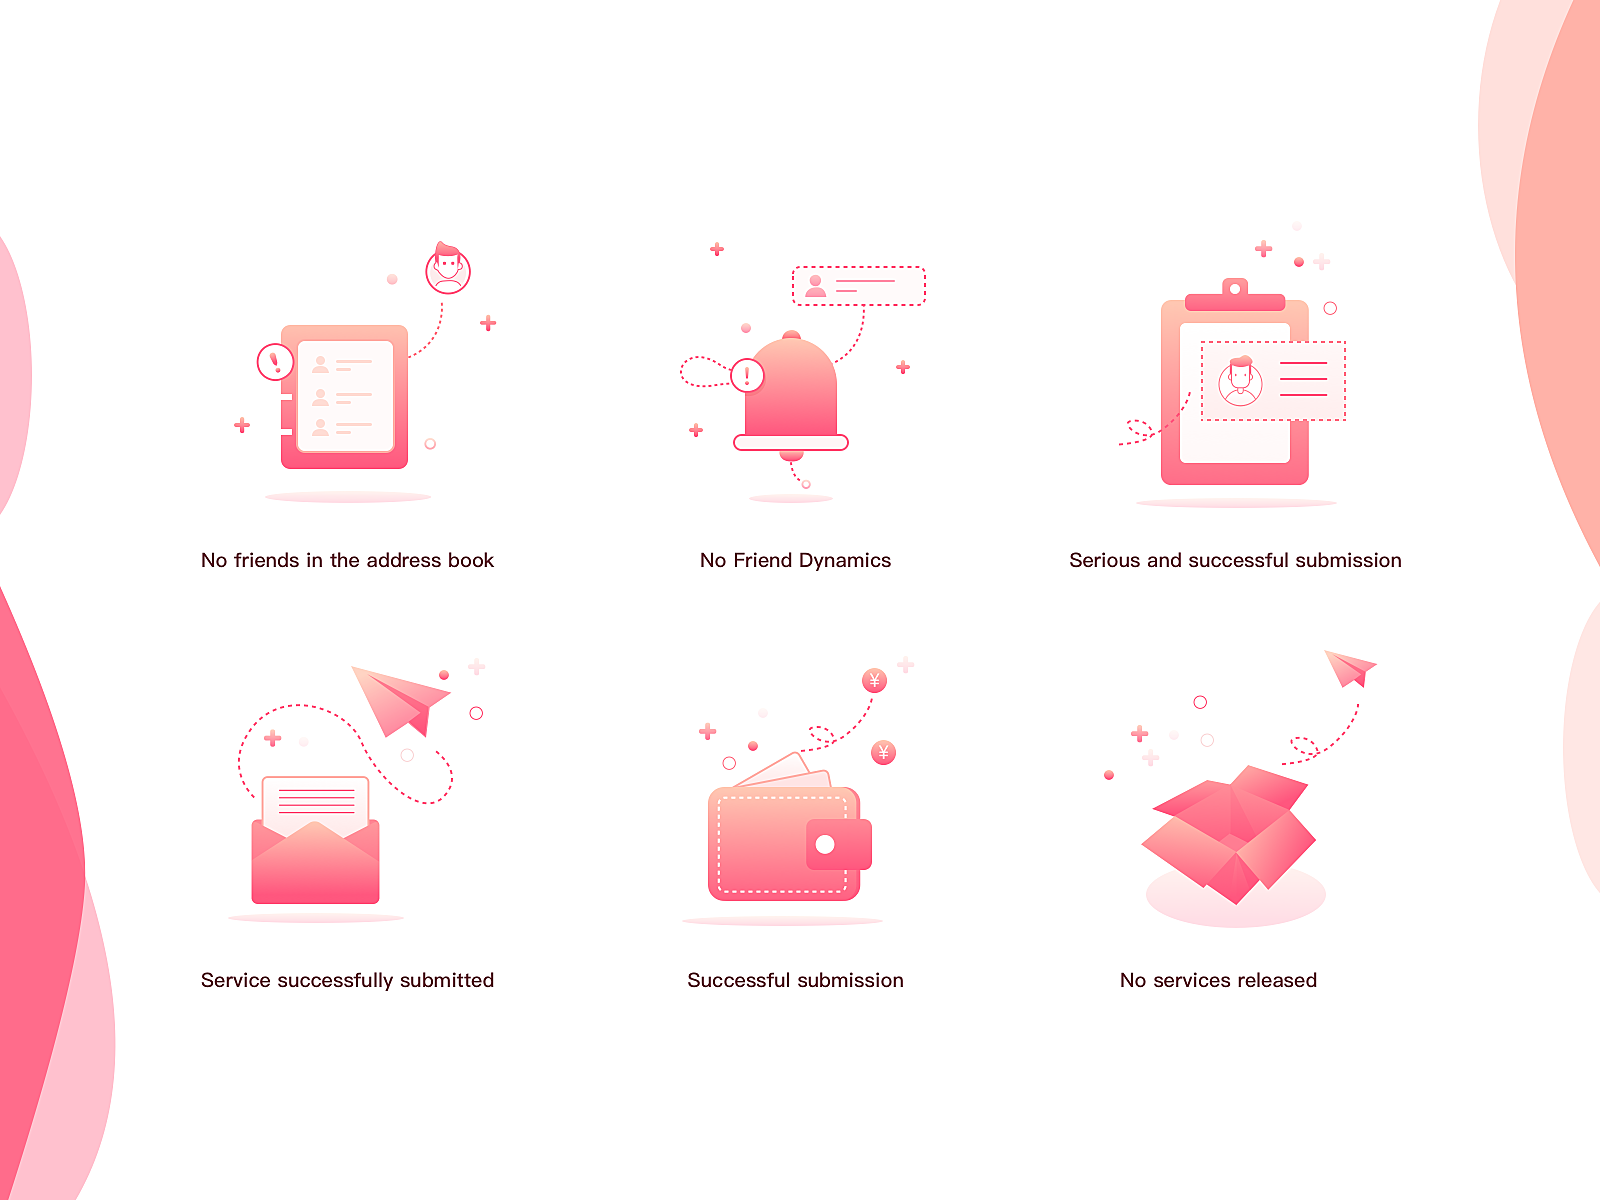 No friends in the address book
No Friend Dynamics
Serious and successful submission
¥
¥
Service successfully submitted
Successful submission
No services released